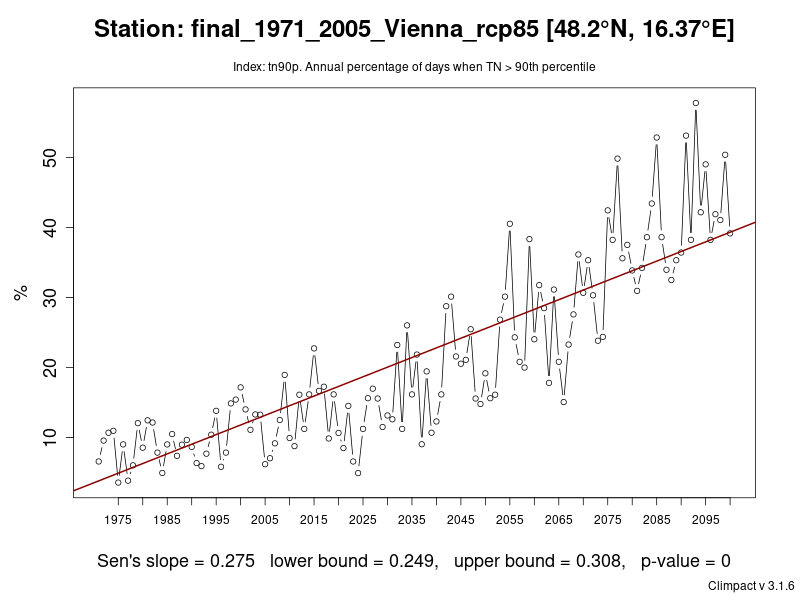 Station: final_1971_2005_Vienna_rcp85 [48.2°N, 16.37°E]
Index: tn90p. Annual percentage of days when TN > 90th percentile
50
40
30
20
10
%
1975 1985 1995 2005 2015 2025 2035 2045 2055 2065 2075 2085 2095
Sen's slope = 0.275 lower bound = 0.249, upper bound = 0.308, p-value = 0
Climpact v 3.1.6